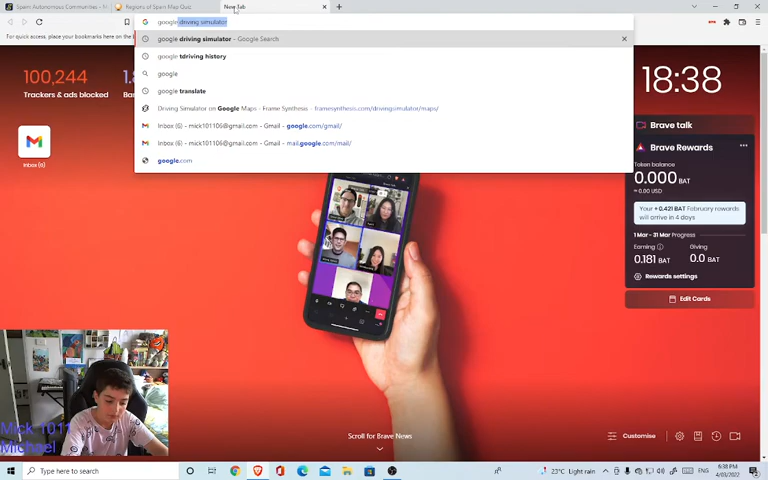 Spain: Autonomous Communities - M
Regions of Spain Map Quiz
New Tab
google driving simulator
For quick access, place your bookmarks here on the b
google driving simulator - Google Search
google tdriving history
google
google translate
Driving Simulator on Google Maps - Frame Synthesis - framesynthesis.com/drivingsimulator/maps/
Inbox (6) - mick101106@gmail.com - Gmail - google.com/gmail/
Inbox (6) - mick101106@gmail.com - Gmail - mail.google.com/mail/
google.com
100,244
Trackers & ads blocked
1.8
Ban
18:38
Inbox (6)
Brave talk
Brave Rewards
Token balance
0.000 BAT
≈ 0.00 USD
Your + 0.421 BAT February rewards
will arrive in 4 days
1 Mar - 31 Mar Progress
Earning
Giving
0.181 BAT
0.0 BAT
Rewards settings
Edit Cards
Mick 1011
Michael
Scroll for Brave News
Customise
Type here to search
23°C Light rain
ENG
6:38 PM
4/03/2022